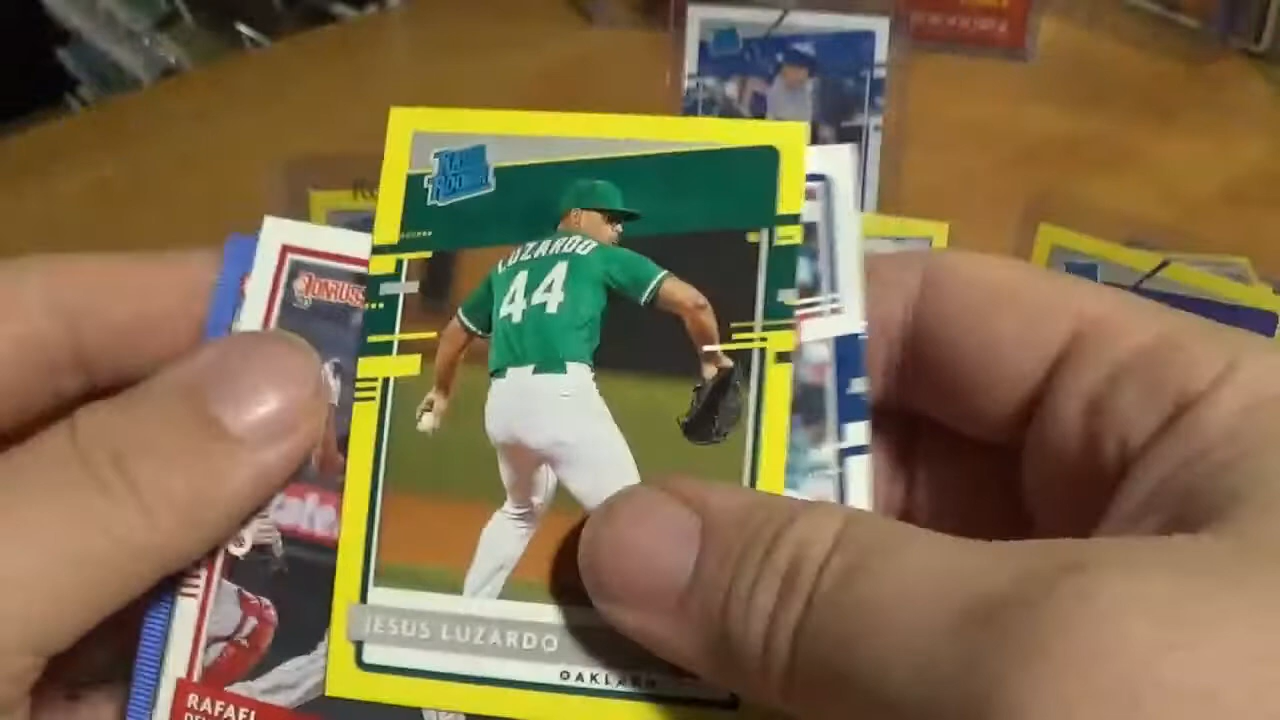 RATED
ROOKIE
LUZARDO
44
DONRUSS
JESUS LUZARDO
OAKLAND
RAFAEL